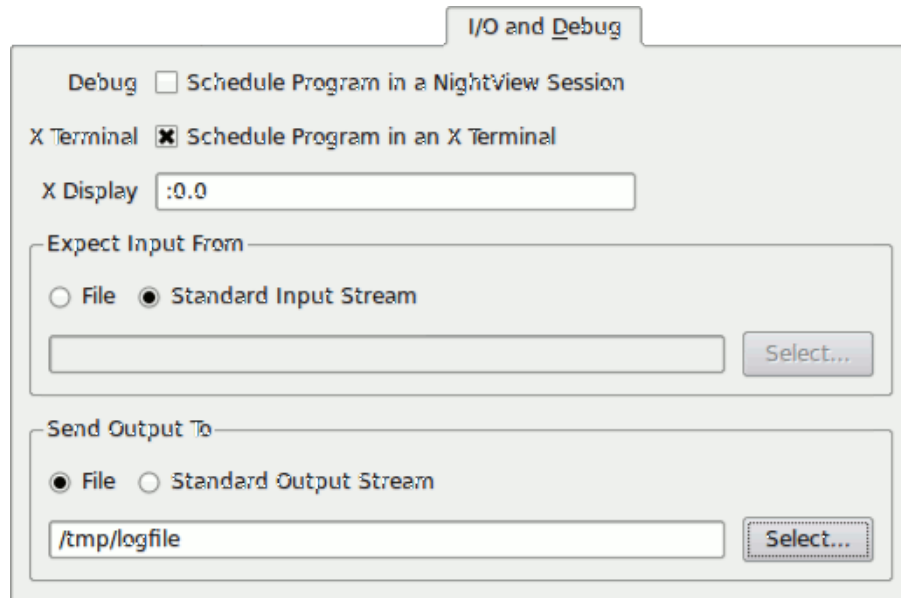 I/O and Debug
Debug Schedule Program in a NightView Session
X Terminal Schedule Program in an X Terminal
X Display :0.0
Expect Input From
File Standard Input Stream
Select...
Send Output To
File Standard Output Stream
/tmp/logfile Select...